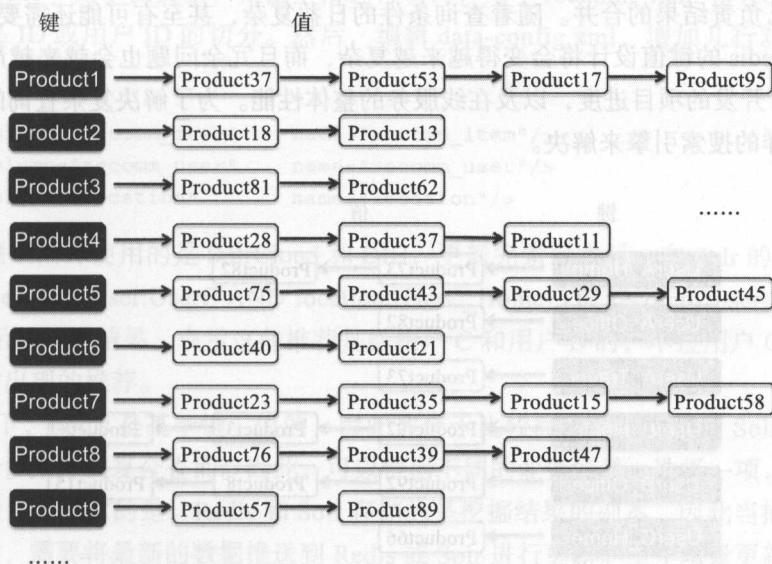 键 值
Product1 Product37 Product53 Product17 Product95
Product2 Product18 Product13
Product3 Product81 Product62
……
Product4 Product28 Product37 Product11
Product5 Product75 Product43 Product29 Product45
Product6 Product40 Product21
Product7 Product23 Product35 Product15 Product58
Product8 Product76 Product39 Product47
Product9 Product57 Product89
……